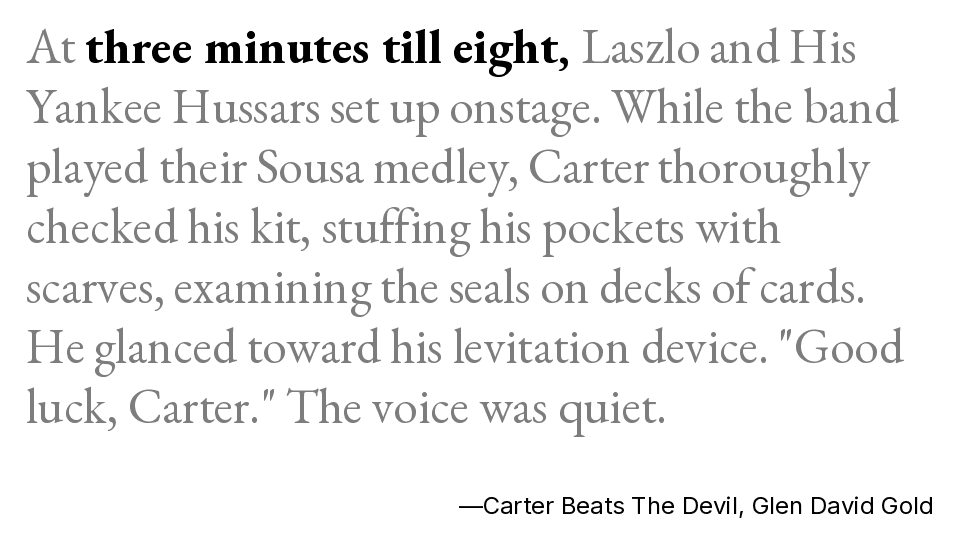 At three minutes till eight, Laszlo and His
Yankee Hussars set up onstage. While the band
played their Sousa medley, Carter thoroughly
checked his kit, stuffing his pockets with
scarves, examining the seals on decks of cards.
He glanced toward his levitation device. "Good
luck, Carter." The voice was quiet.
—Carter Beats The Devil, Glen David Gold